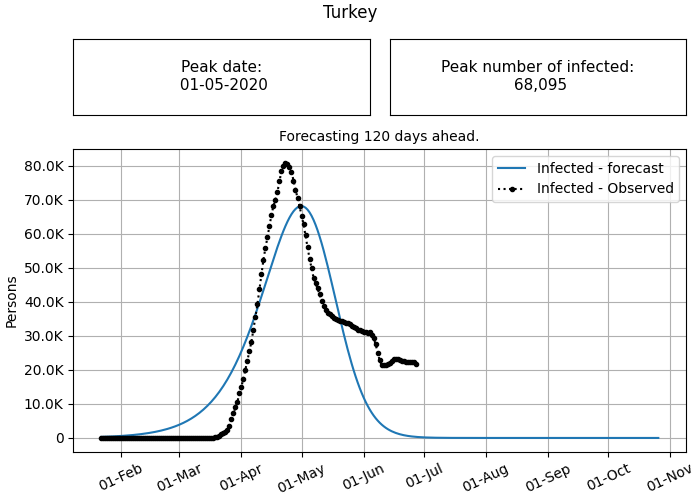 Turkey
Peak date:
01-05-2020
Peak number of infected:
68,095
Forecasting 120 days ahead.
Infected - forecast
Infected - Observed
Persons
80.0K
70.0K
60.0K
50.0K
40.0K
30.0K
20.0K
10.0K
0
01-Feb
01-Mar
01-Apr
01-May
01-Jun
01-Jul
01-Aug
01-Sep
01-Oct
01-Nov